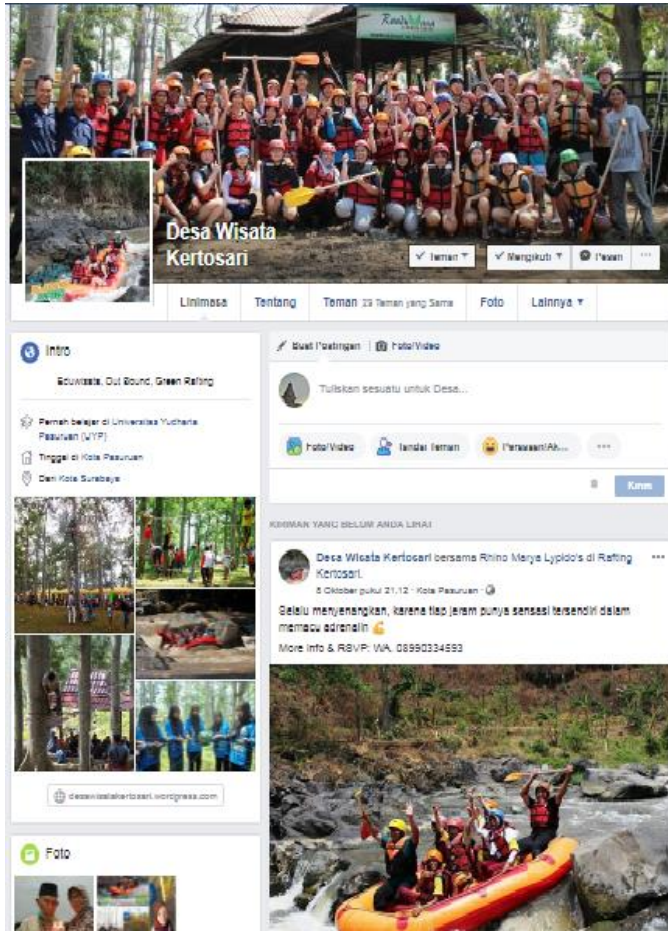 Desa Wisata
Kertosari
Teman
Mengikuti
Pesan
Linimasa
Tentang
Teman 29 Teman yang Sama
Foto
Lainnya
Intro
Eduwisata, Out Bound, Green Rafting
Pernah belajar di Universitas Yudharta
Pasuruan (UYP)
Tinggal di Kota Pasuruan
Dari Kota Surabaya
desawisatakertosari.wordpress.com
Foto
Buat Postingan
Foto/Video
Tuliskan sesuatu untuk Desa...
Foto/Video
Tandai Teman
Perasaan/Ak...
Kirim
KIRIMAN YANG BELUM ANDA LIHAT
Desa Wisata Kertosari bersama Rhino Marya Lypido's di Rafting
Kertosari.
8 Oktober pukul 21.12 · Kota Pasuruan
Selalu menyenangkan, karena tiap jeram punya sensasi tersendiri dalam
memacu adrenalin 💪
More Info & RSVP: WA. 08990334593